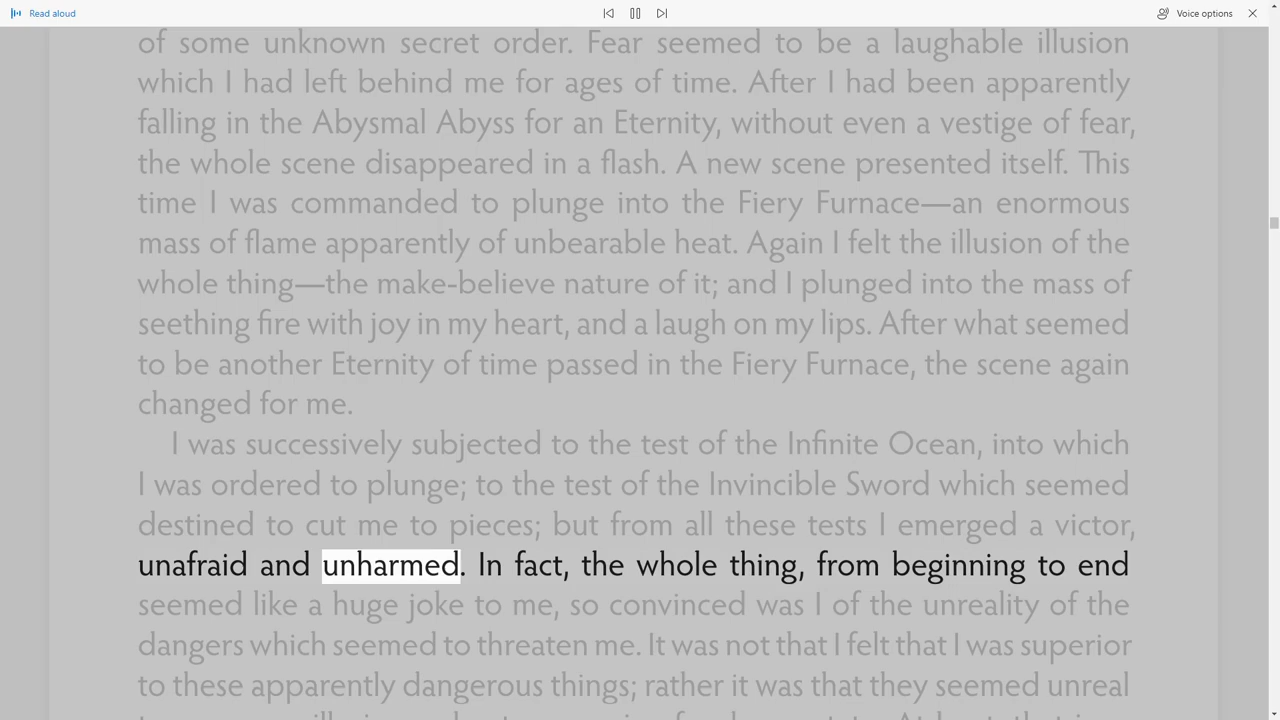 Read aloud
Voice options
of some unknown secret order. Fear seemed to be a laughable illusion
which I had left behind me for ages of time. After I had been apparently
falling in the Abysmal Abyss for an Eternity, without even a vestige of fear,
the whole scene disappeared in a flash. A new scene presented itself. This
time I was commanded to plunge into the Fiery Furnace—an enormous
mass of flame apparently of unbearable heat. Again I felt the illusion of the
whole thing—the make-believe nature of it; and I plunged into the mass of
seething fire with joy in my heart, and a laugh on my lips. After what seemed
to be another Eternity of time passed in the Fiery Furnace, the scene again
changed for me.
I was successively subjected to the test of the Infinite Ocean, into which
I was ordered to plunge; to the test of the Invincible Sword which seemed
destined to cut me to pieces; but from all these tests I emerged a victor,
unafraid and unharmed. In fact, the whole thing, from beginning to end
seemed like a huge joke to me, so convinced was I of the unreality of the
dangers which seemed to threaten me. It was not that I felt that I was superior
to these apparently dangerous things; rather it was that they seemed unreal